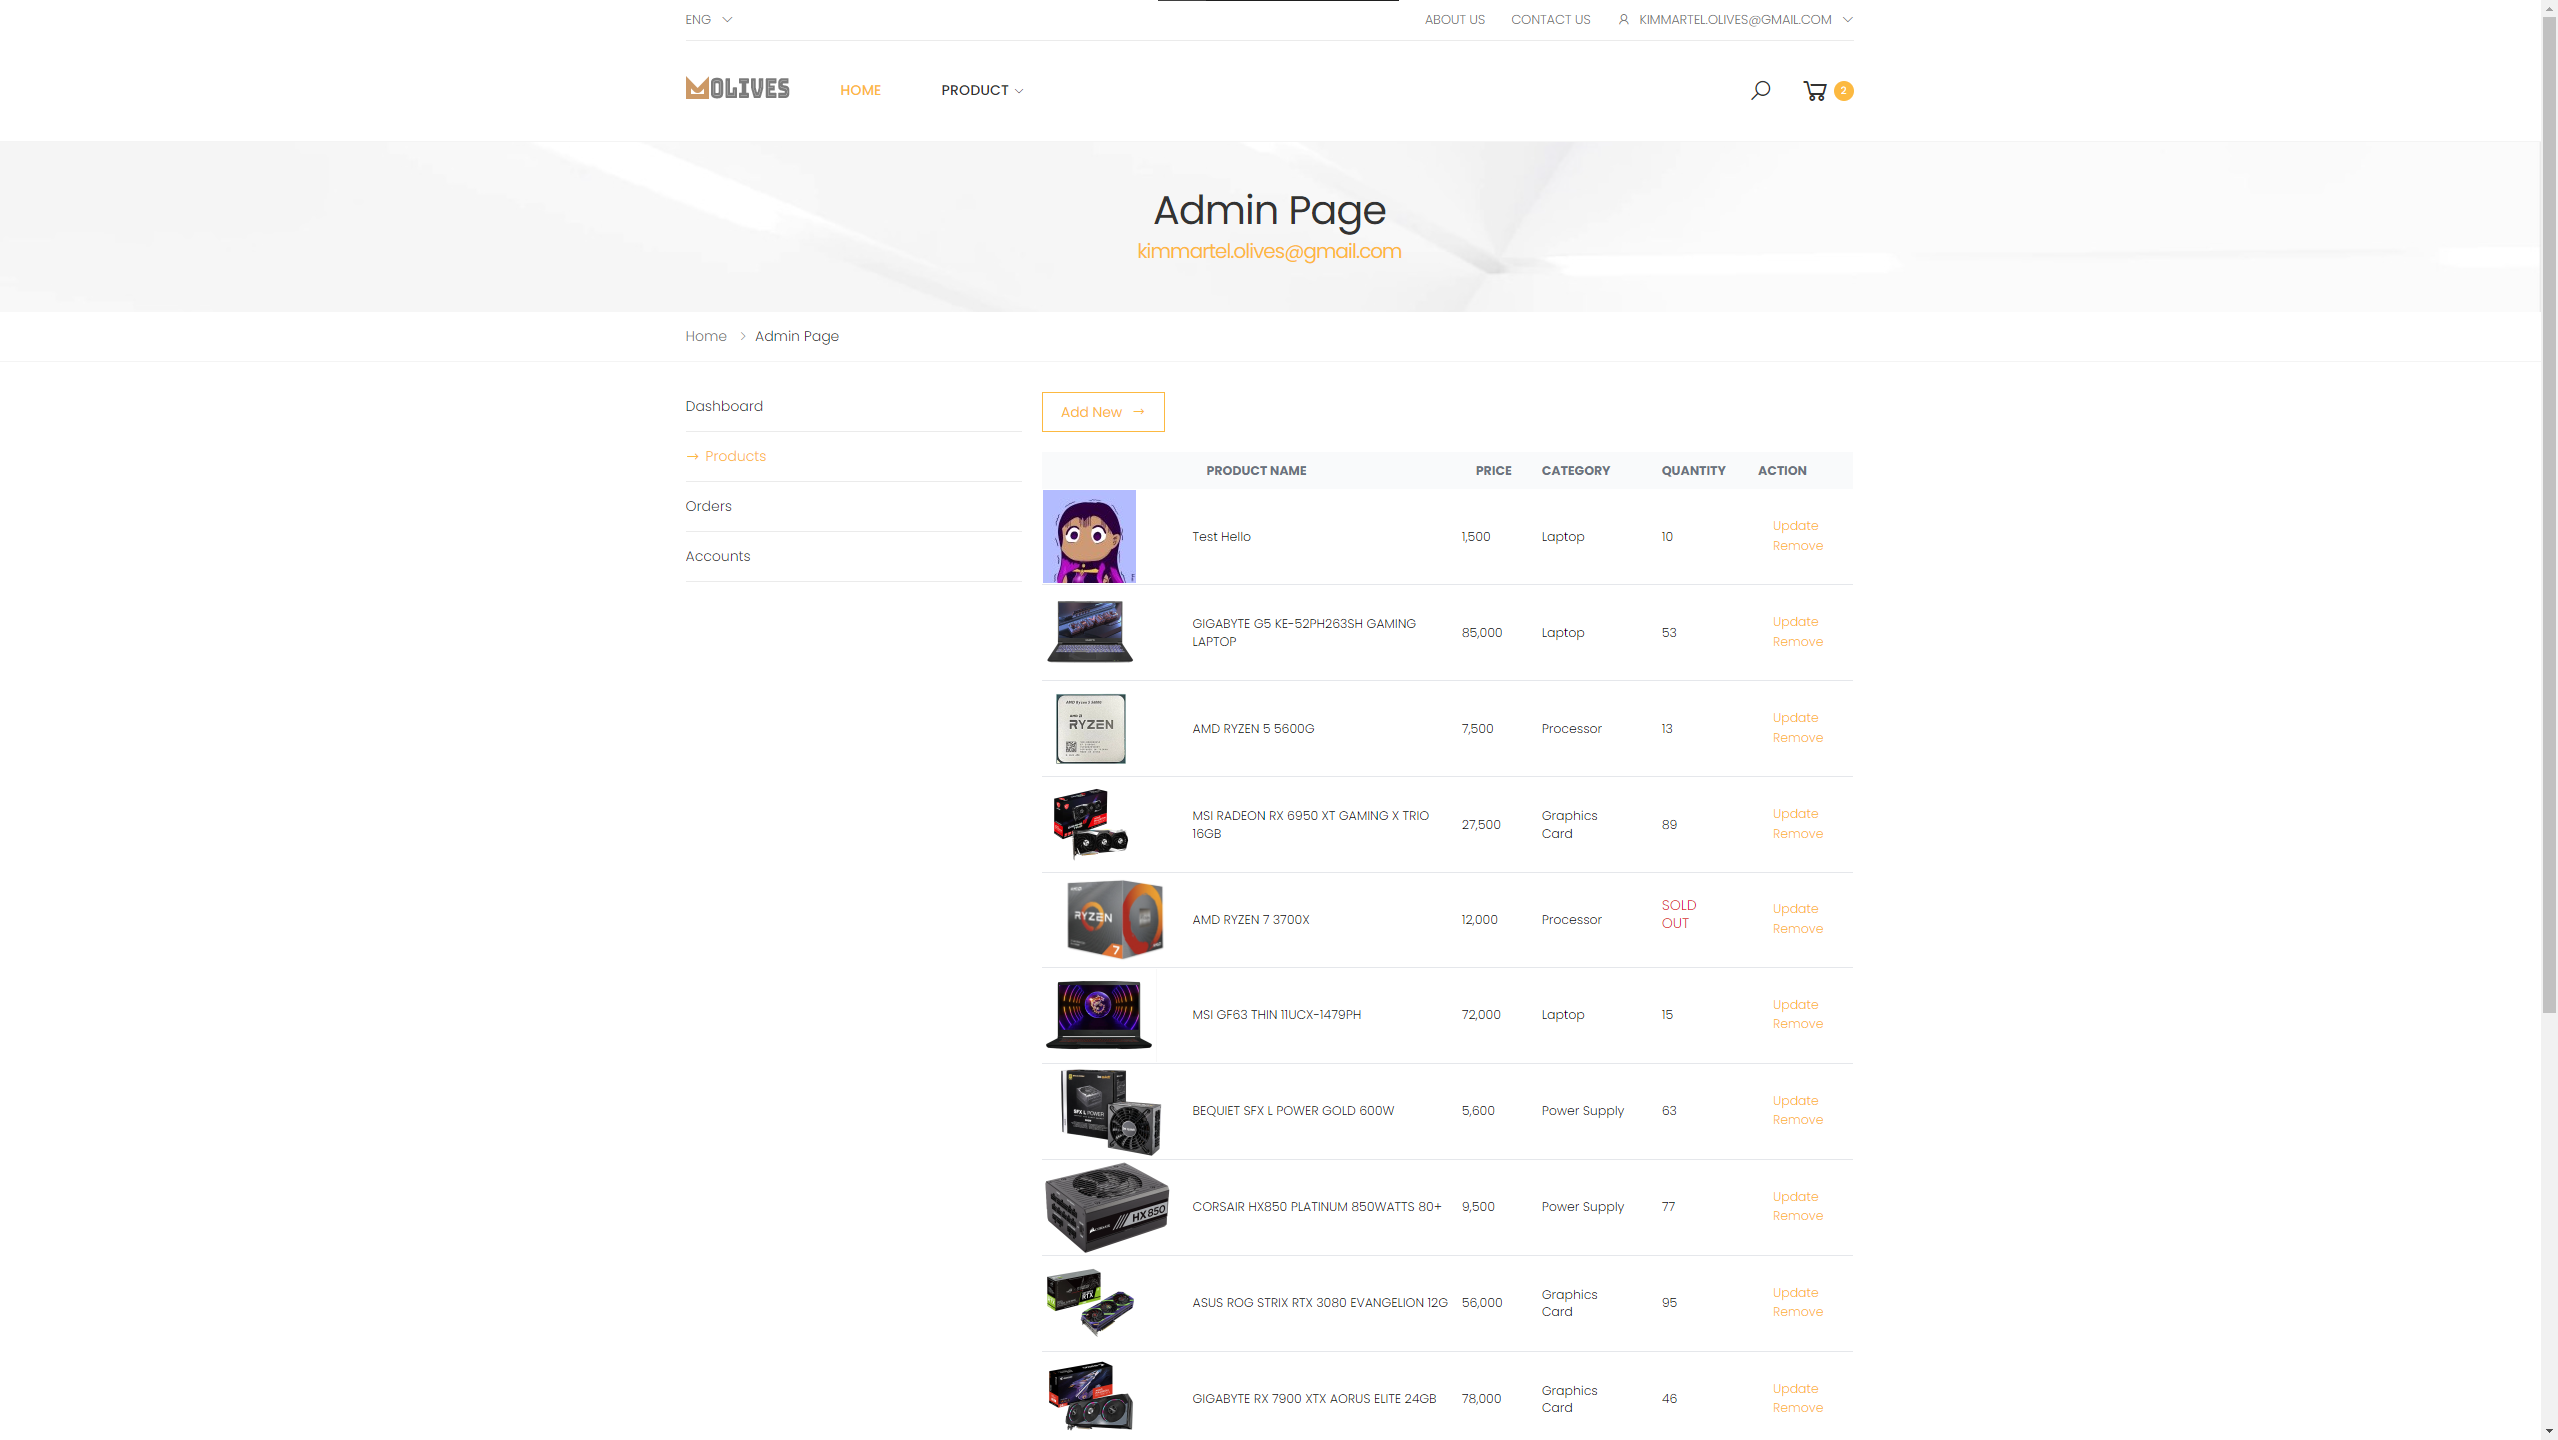 ENG
ABOUT US
CONTACT US
KIMMARTEL.OLIVES@GMAIL.COM
MOLIVES
HOME
PRODUCT
2
Admin Page
kimmartel.olives@gmail.com
Home
Admin Page
Dashboard
Products
Orders
Accounts
Add New
PRODUCT NAME PRICE CATEGORY QUANTITY ACTION
Test Hello 1,500 Laptop 10
Update
Remove
GIGABYTE G5 KE-52PH263SH GAMING
LAPTOP
85,000 Laptop 53
Update
Remove
RYZEN
AMD RYZEN 5 5600G 7,500 Processor 13
Update
Remove
MSI RADEON RX 6950 XT GAMING X TRIO
16GB
27,500
Graphics
Card
89
Update
Remove
RYZEN
7
AMD RYZEN 7 3700X 12,000 Processor
SOLD
OUT
Update
Remove
MSI GF63 THIN 11UCX-1479PH 72,000 Laptop 15
Update
Remove
SFX L POWER
BEQUIET SFX L POWER GOLD 600W 5,600 Power Supply 63
Update
Remove
HX850
CORSAIR HX850 PLATINUM 850WATTS 80+ 9,500 Power Supply 77
Update
Remove
RTX
ASUS ROG STRIX RTX 3080 EVANGELION 12G 56,000
Graphics
Card
95
Update
Remove
GIGABYTE RX 7900 XTX AORUS ELITE 24GB 78,000
Graphics
Card
46
Update
Remove